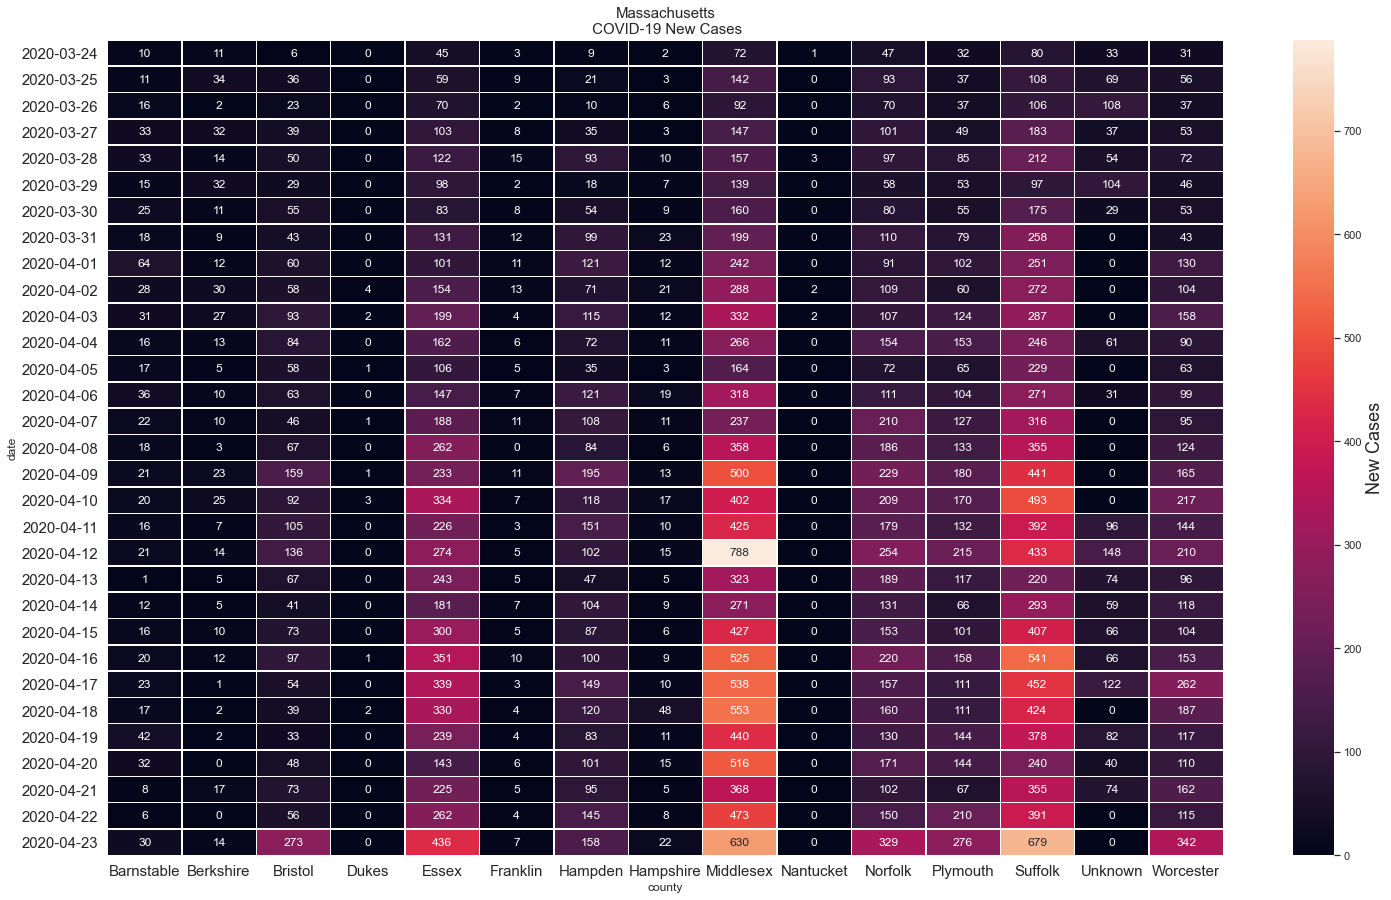 Massachusetts
COVID-19 New Cases
2020-03-24 10 11 6 0 45 3 9 2 72 1 47 32 80 33 31
2020-03-25 11 34 36 0 59 9 21 3 142 0 93 37 108 69 56
2020-03-26 16 2 23 0 70 2 10 6 92 0 70 37 106 108 37
2020-03-27 33 32 39 0 103 8 35 3 147 0 101 49 183 37 53
2020-03-28 33 14 50 0 122 15 93 10 157 3 97 85 212 54 72
2020-03-29 15 32 29 0 98 2 18 7 139 0 58 53 97 104 46
2020-03-30 25 11 55 0 83 8 54 9 160 0 80 55 175 29 53
2020-03-31 18 9 43 0 131 12 99 23 199 0 110 79 258 0 43
2020-04-01 64 12 60 0 101 11 121 12 242 0 91 102 251 0 130
2020-04-02 28 30 58 4 154 13 71 21 288 2 109 60 272 0 104
2020-04-03 31 27 93 2 199 4 115 12 332 2 107 124 287 0 158
2020-04-04 16 13 84 0 162 6 72 11 266 0 154 153 246 61 90
2020-04-05 17 5 58 1 106 5 35 3 164 0 72 65 229 0 63
2020-04-06 36 10 63 0 147 7 121 19 318 0 111 104 271 31 99
2020-04-07 22 10 46 1 188 11 108 11 237 0 210 127 316 0 95
2020-04-08 18 3 67 0 262 0 84 6 358 0 186 133 355 0 124
2020-04-09 21 23 159 1 233 11 195 13 500 0 229 180 441 0 165
2020-04-10 20 25 92 3 334 7 118 17 402 0 209 170 493 0 217
2020-04-11 16 7 105 0 226 3 151 10 425 0 179 132 392 96 144
2020-04-12 21 14 136 0 274 5 102 15 788 0 254 215 433 148 210
2020-04-13 1 5 67 0 243 5 47 5 323 0 189 117 220 74 96
2020-04-14 12 5 41 0 181 7 104 9 271 0 131 66 293 59 118
2020-04-15 16 10 73 0 300 5 87 6 427 0 153 101 407 66 104
2020-04-16 20 12 97 1 351 10 100 9 525 0 220 158 541 66 153
2020-04-17 23 1 54 0 339 3 149 10 538 0 157 111 452 122 262
2020-04-18 17 2 39 2 330 4 120 48 553 0 160 111 424 0 187
2020-04-19 42 2 33 0 239 4 83 11 440 0 130 144 378 82 117
2020-04-20 32 0 48 0 143 6 101 15 516 0 171 144 240 40 110
2020-04-21 8 17 73 0 225 5 95 5 368 0 102 67 355 74 162
2020-04-22 6 0 56 0 262 4 145 8 473 0 150 210 391 0 115
2020-04-23 30 14 273 0 436 7 158 22 630 0 329 276 679 0 342
Barnstable Berkshire Bristol Dukes Essex Franklin Hampden Hampshire Middlesex Nantucket Norfolk Plymouth Suffolk Unknown Worcester
county
date
700
600
500
400
300
200
100
0
New Cases